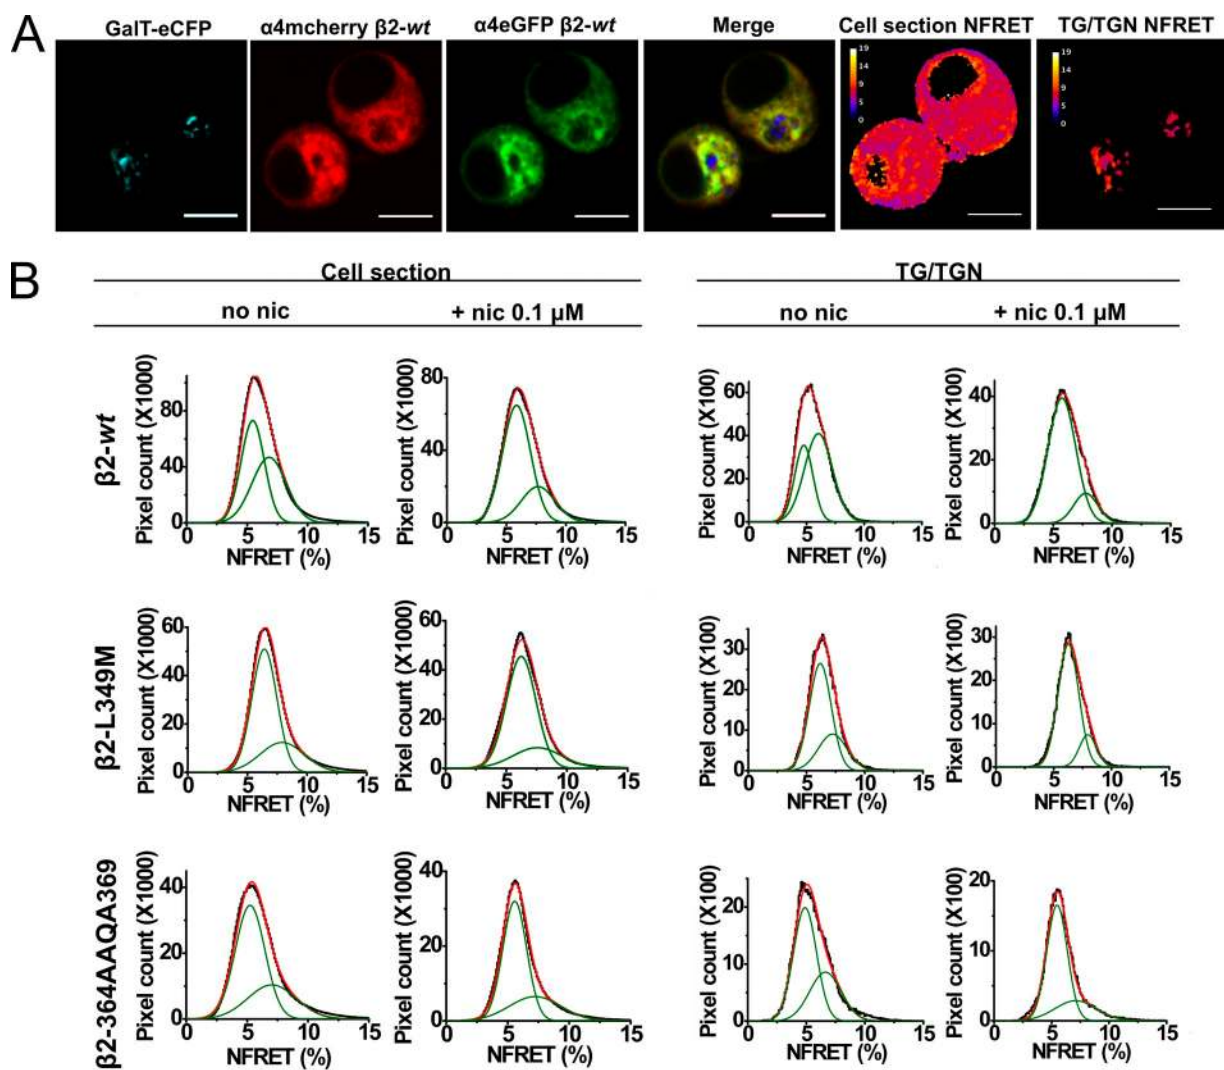 A
GalT-eCFP
α4mcherry β2-wt
α4eGFP β2-wt
Merge
Cell section NFRET
TG/TGN NFRET
19
14
9
5
0
19
14
9
5
0
B
Cell section
TG/TGN
no nic
+ nic 0.1 µM
no nic
+ nic 0.1 µM
β2-wt
Pixel count (X1000)
80
40
0
0
5
10
15
NFRET (%)
Pixel count (X1000)
80
40
0
0
5
10
15
NFRET (%)
Pixel count (X100)
60
40
20
0
0
5
10
15
NFRET (%)
Pixel count (X100)
40
20
0
0
5
10
15
NFRET (%)
β2-L349M
Pixel count (X1000)
60
40
20
0
0
5
10
15
NFRET (%)
Pixel count (X1000)
60
40
20
0
0
5
10
15
NFRET (%)
Pixel count (X100)
30
20
10
0
0
5
10
15
NFRET (%)
Pixel count (X100)
30
20
10
0
0
5
10
15
NFRET (%)
β2-364AAQA369
Pixel count (X1000)
40
20
0
0
5
10
15
NFRET (%)
Pixel count (X1000)
40
20
0
0
5
10
15
NFRET (%)
Pixel count (X100)
20
10
0
0
5
10
15
NFRET (%)
Pixel count (X100)
20
10
0
0
5
10
15
NFRET (%)